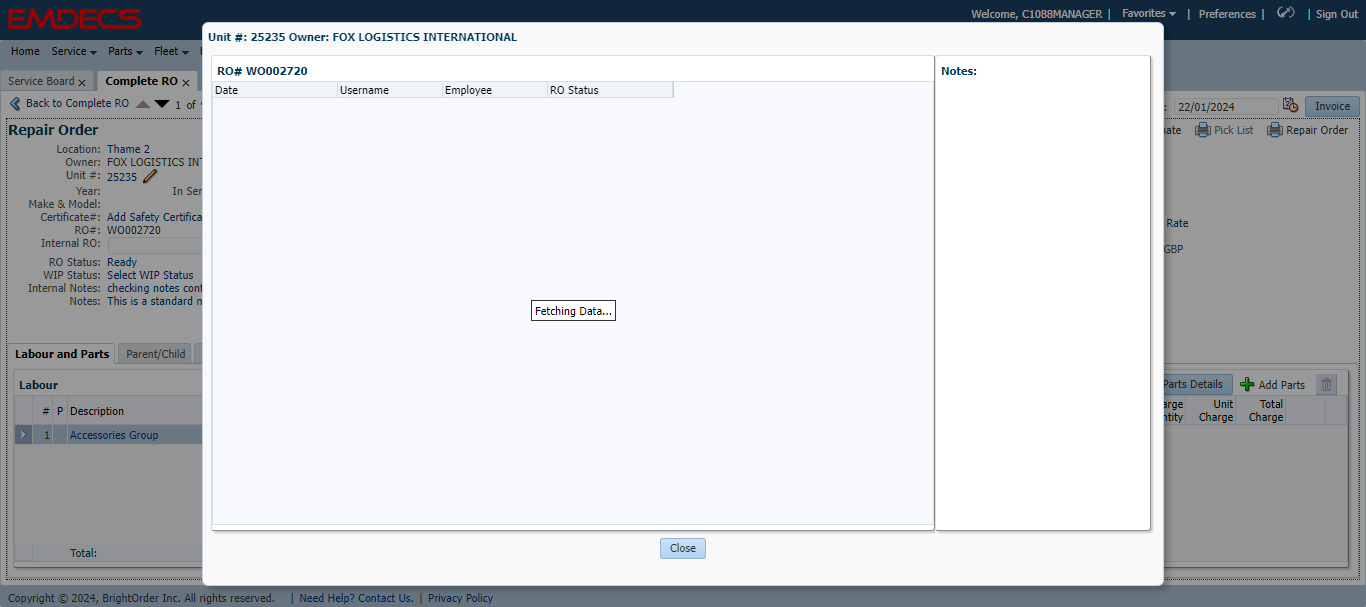 EMDECS
Welcome, C1088MANAGER | Favorites | Preferences | | Sign Out
Home Service Parts Fleet
Service Board x Complete RO x
Back to Complete RO 1 of
22/01/2024 Invoice
Pick List Repair Order
Repair Order
Location: Thame 2
Owner: FOX LOGISTICS INT
Unit #: 25235
Year: In Ser
Make & Model:
Certificate#: Add Safety Certifica
RO#: WO002720
Internal RO:
RO Status: Ready
WIP Status: Select WIP Status
Internal Notes: checking notes cont
Notes: This is a standard n
Rate
GBP
Labour and Parts Parent/Child
Labour
# P Description
1 Accessories Group
Total:
Parts Details Add Parts
arge Unit Total
ntity Charge Charge
Unit #: 25235 Owner: FOX LOGISTICS INTERNATIONAL
RO# WO002720
Date Username Employee RO Status
Fetching Data...
Notes:
Close
Copyright © 2024, BrightOrder Inc. All rights reserved. | Need Help? Contact Us. | Privacy Policy